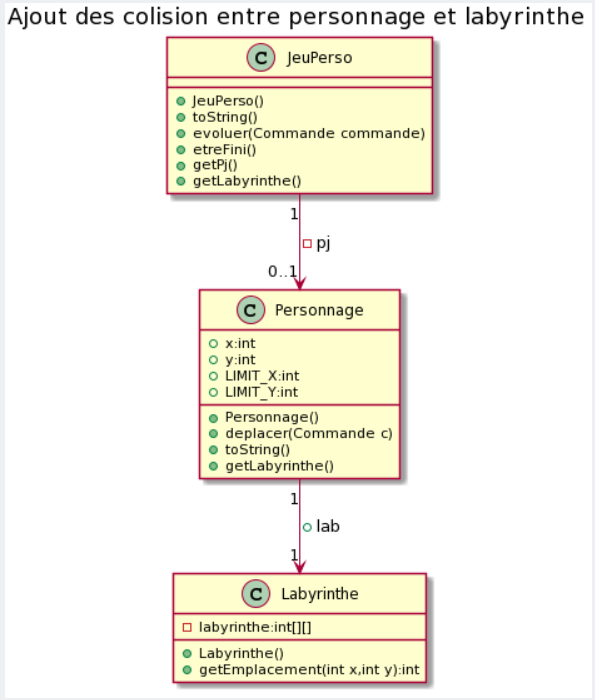 Ajout des colision entre personnage et labyrinthe
C JeuPerso
JeuPerso()
toString()
evoluer(Commande commande)
etreFini()
getPj()
getLabyrinthe()
1
pj
0..1
C Personnage
x:int
y:int
LIMIT_X:int
LIMIT_Y:int
Personnage()
deplacer(Commande c)
toString()
getLabyrinthe()
1
lab
1
C Labyrinthe
labyrinthe:int[][]
Labyrinthe()
getEmplacement(int x,int y):int